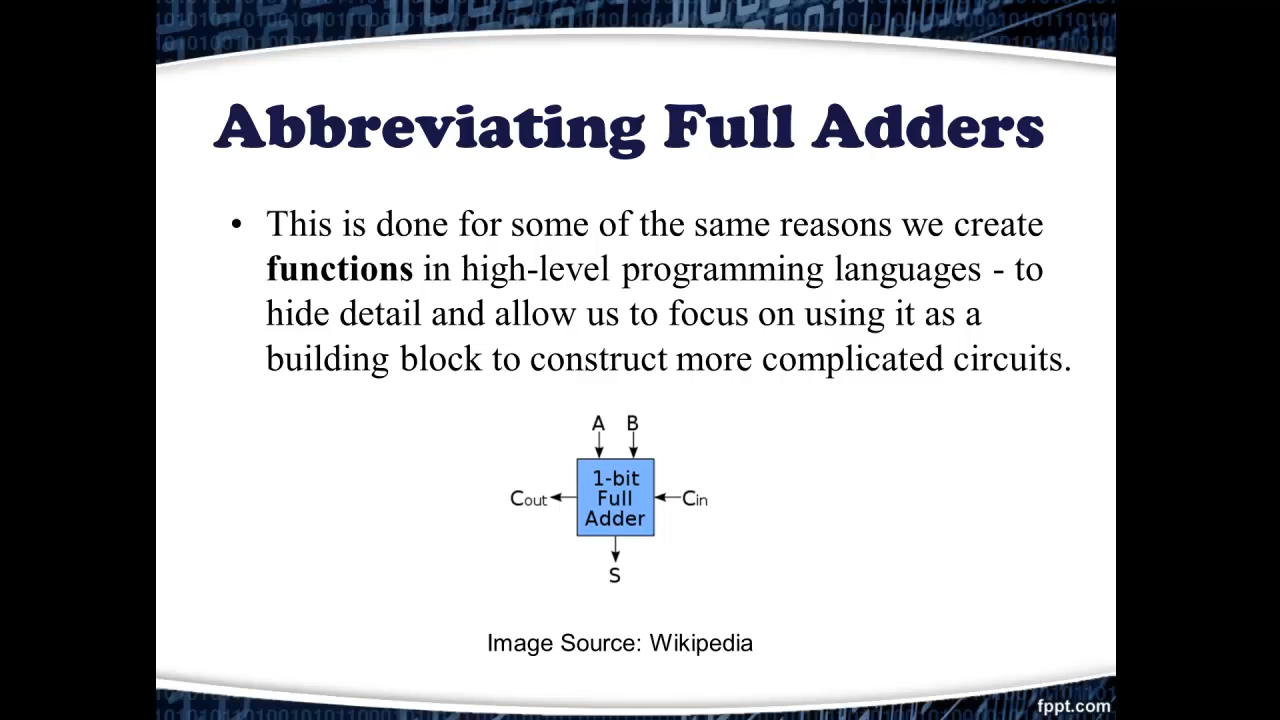 Abbreviating Full Adders
• This is done for some of the same reasons we create
functions in high-level programming languages - to
hide detail and allow us to focus on using it as a
building block to construct more complicated circuits.
A B
1-bit
Cout Full Cin
Adder
S
Image Source: Wikipedia
fppt.com